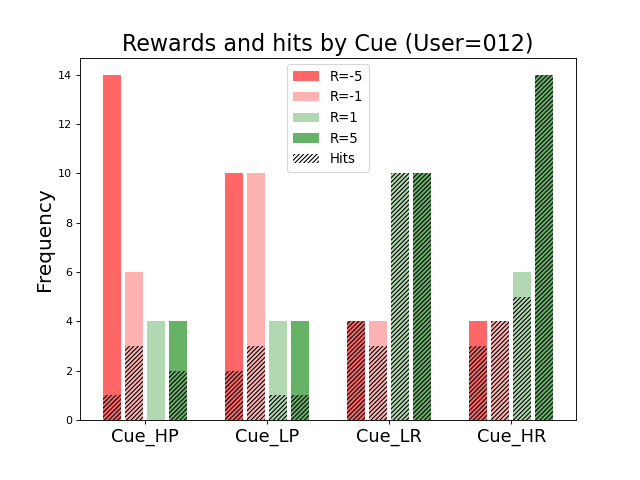 Rewards and hits by Cue (User=012)
R=-5
R=-1
R=1
R=5
Hits
Frequency
14
12
10
8
6
4
2
0
Cue_HP
Cue_LP
Cue_LR
Cue_HR